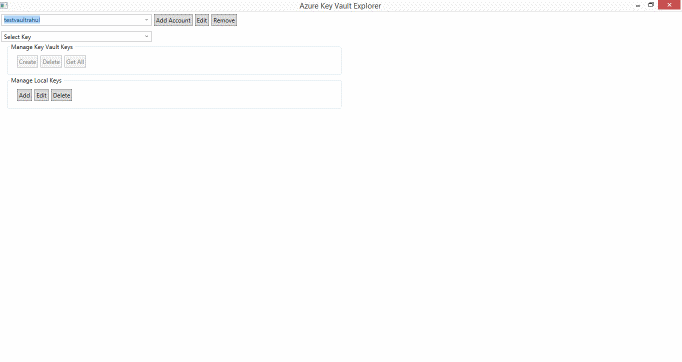 Azure Key Vault Explorer
testvaultrahul
Add Account Edit Remove
Select Key
Manage Key Vault Keys
Create Delete Get All
Manage Local Keys
Add Edit Delete